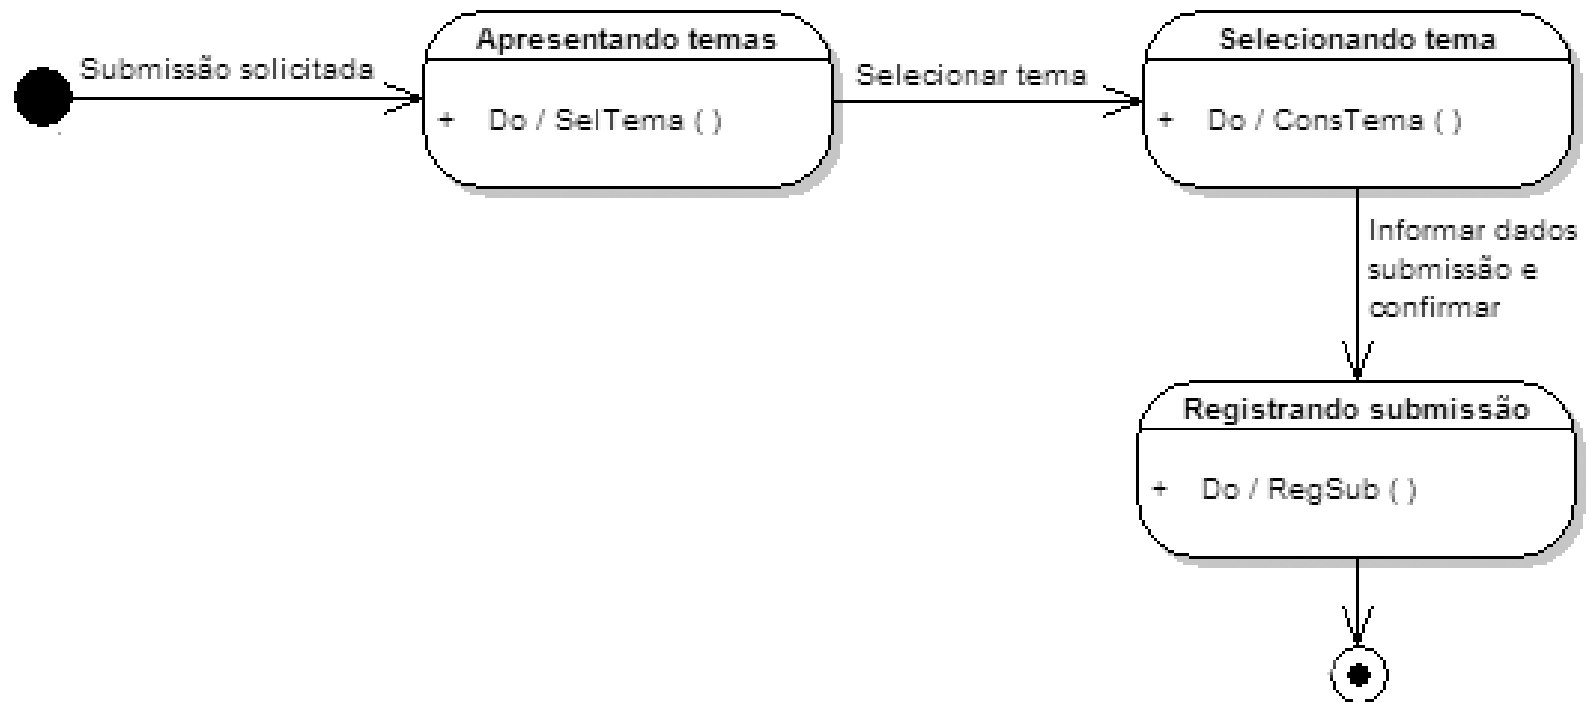 Submissão solicitada
Apresentando temas
+ Do / SelTema ( )
Selecionar tema
Selecionando tema
+ Do / ConsTema ( )
Informar dados
submissão e
confirmar
Registrando submissão
+ Do / RegSub ( )